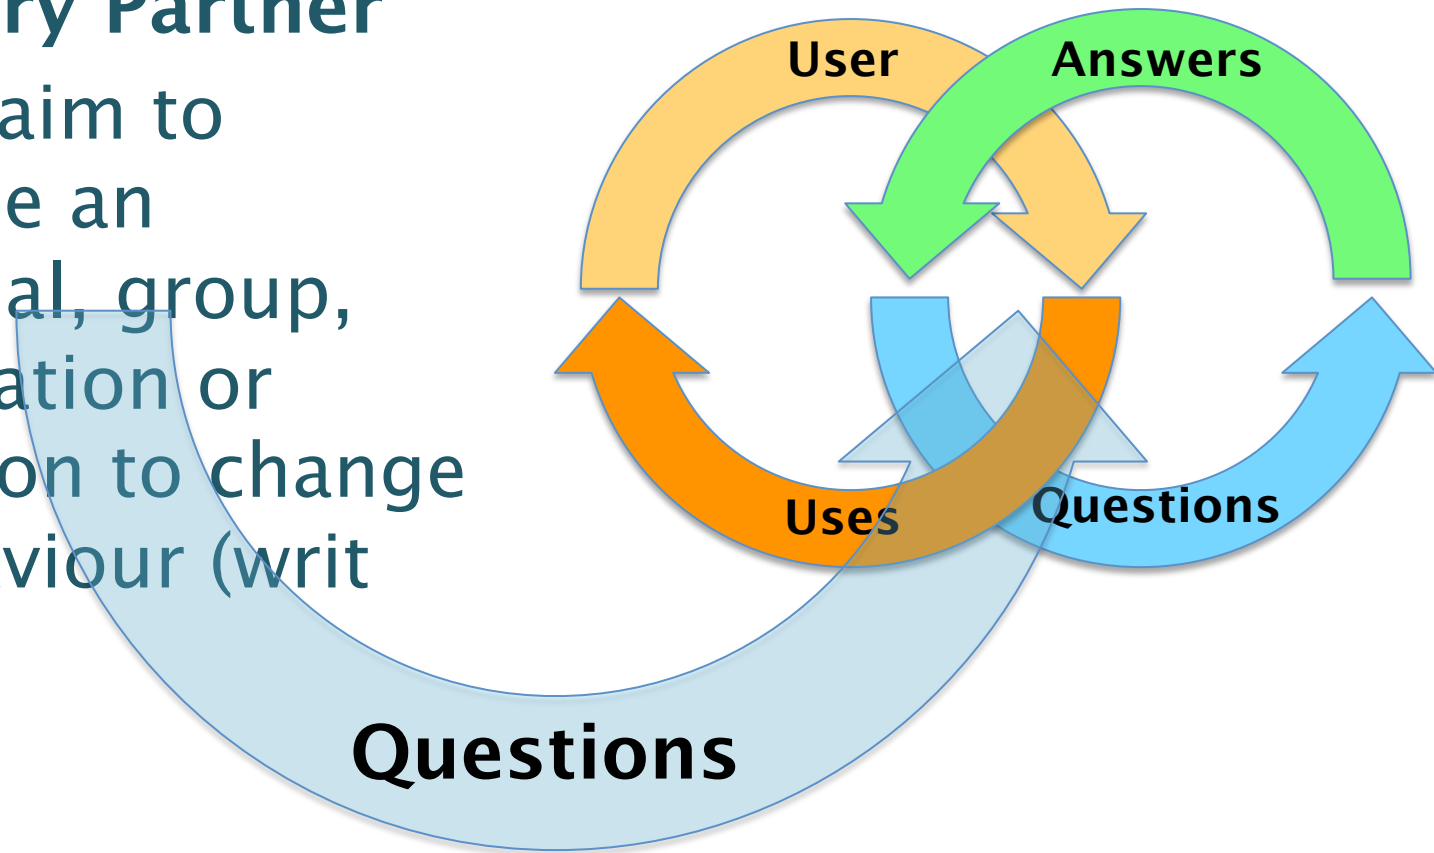 ry Partner
aim to
e an
al, group,
ation or
on to change
viour (writ
User
Answers
Uses
Questions
Questions